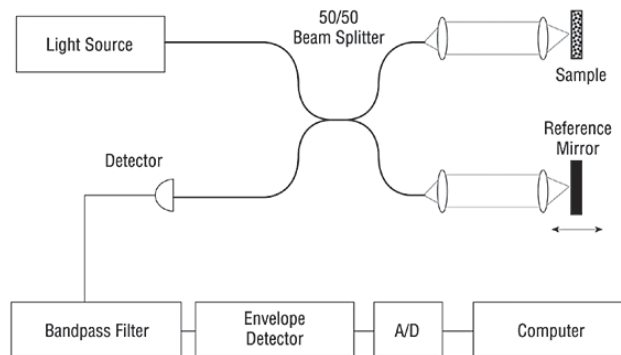 50/50
Beam Splitter
Light Source
Sample
Reference
Mirror
Detector
Bandpass Filter
Envelope
Detector
A/D
Computer